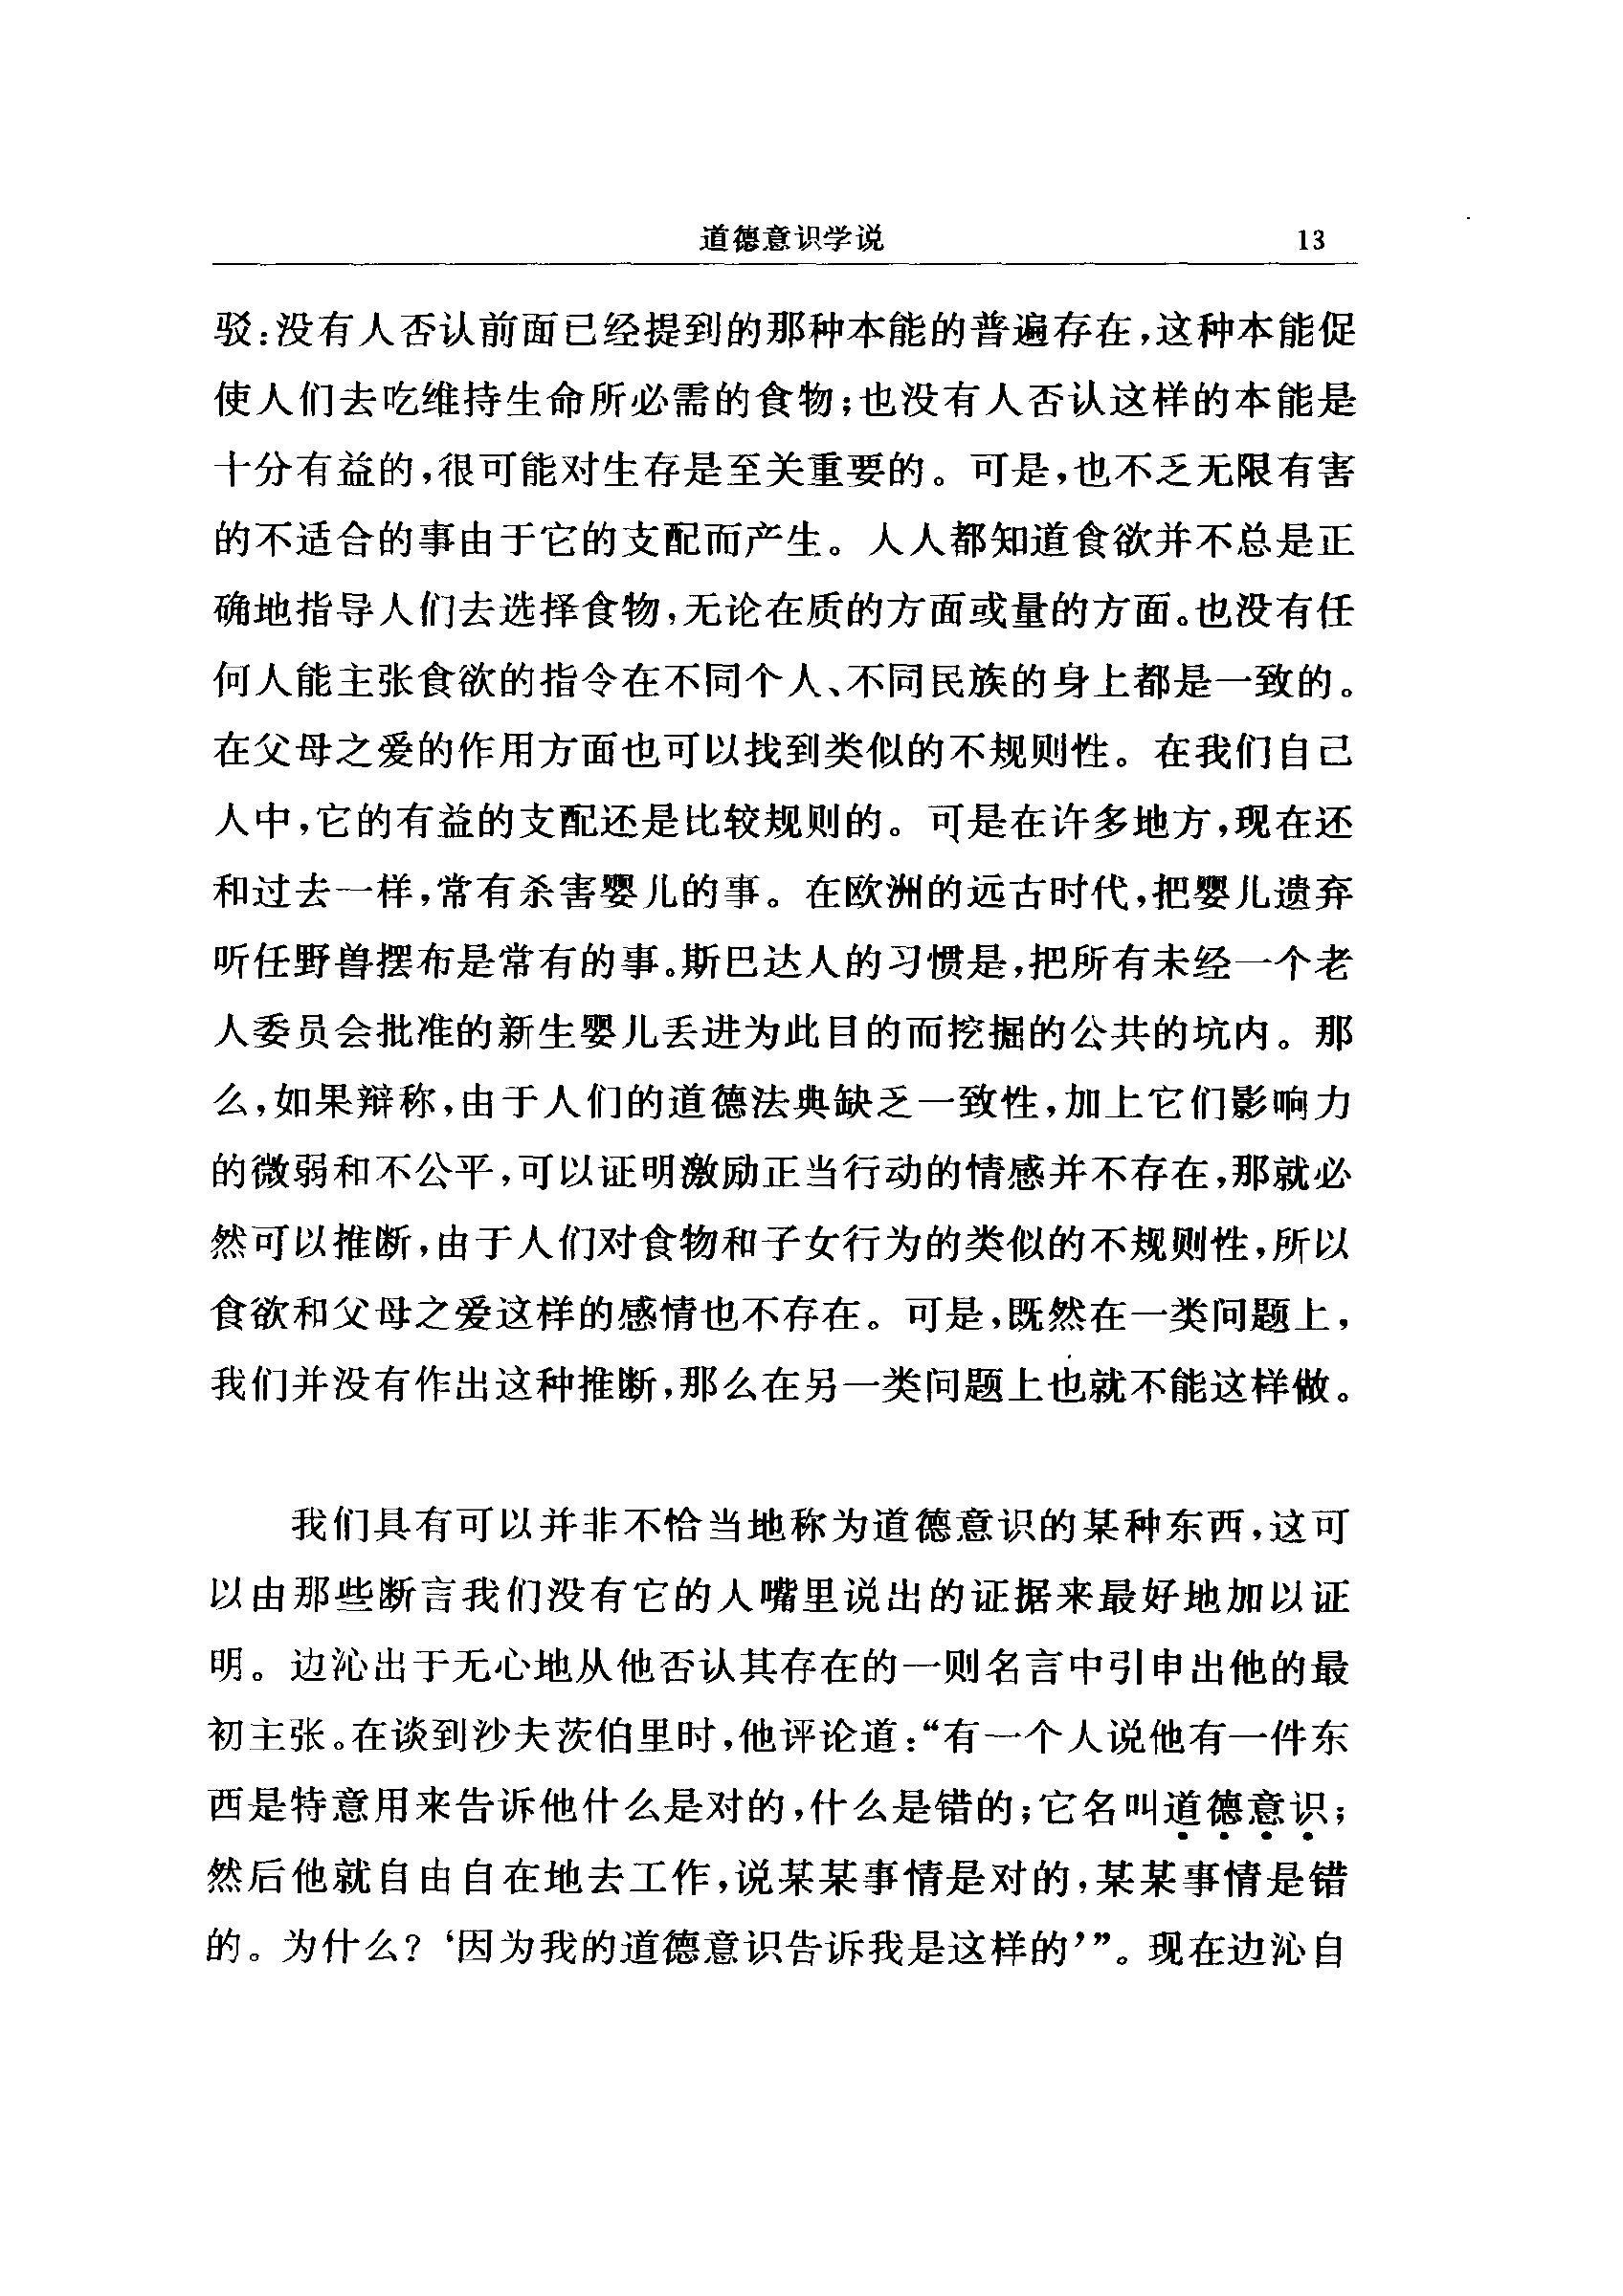 道德意识学说 13
驳：没有人否认前面已经提到的那种本能的普遍存在，这种本能促
使人们去吃维持生命所必需的食物；也没有人否认这样的本能是
十分有益的，很可能对生存是至关重要的。可是，也不乏无限有害
的不适合的事由于它的支配而产生。人人都知道食欲并不总是正
确地指导人们去选择食物，无论在质的方面或量的方面。也没有任
何人能主张食欲的指令在不同个人、不同民族的身上都是一致的。
在父母之爱的作用方面也可以找到类似的不规则性。在我们自己
人中，它的有益的支配还是比较规则的。可是在许多地方，现在还
和过去一样，常有杀害婴儿的事。在欧洲的远古时代，把婴儿遗弃
听任野兽摆布是常有的事。斯巴达人的习惯是，把所有未经一个老
人委员会批准的新生婴儿丢进为此目的而挖掘的公共的坑内。那
么，如果辩称，由于人们的道德法典缺乏一致性，加上它们影响力
的微弱和不公平，可以证明激励正当行动的情感并不存在，那就必
然可以推断，由于人们对食物和子女行为的类似的不规则性，所以
食欲和父母之爱这样的感情也不存在。可是，既然在一类问题上，
我们并没有作出这种推断，那么在另一类问题上也就不能这样做。
我们具有可以并非不恰当地称为道德意识的某种东西，这可
以由那些断言我们没有它的人嘴里说出的证据来最好地加以证
明。边沁出于无心地从他否认其存在的一则名言中引申出他的最
初主张。在谈到沙夫茨伯里时，他评论道：“有一个人说他有一件东
西是特意用来告诉他什么是对的，什么是错的；它名叫道德意识；
然后他就自由自在地去工作，说某某事情是对的，某某事情是错
的。为什么？‘因为我的道德意识告诉我是这样的’”。现在边沁自